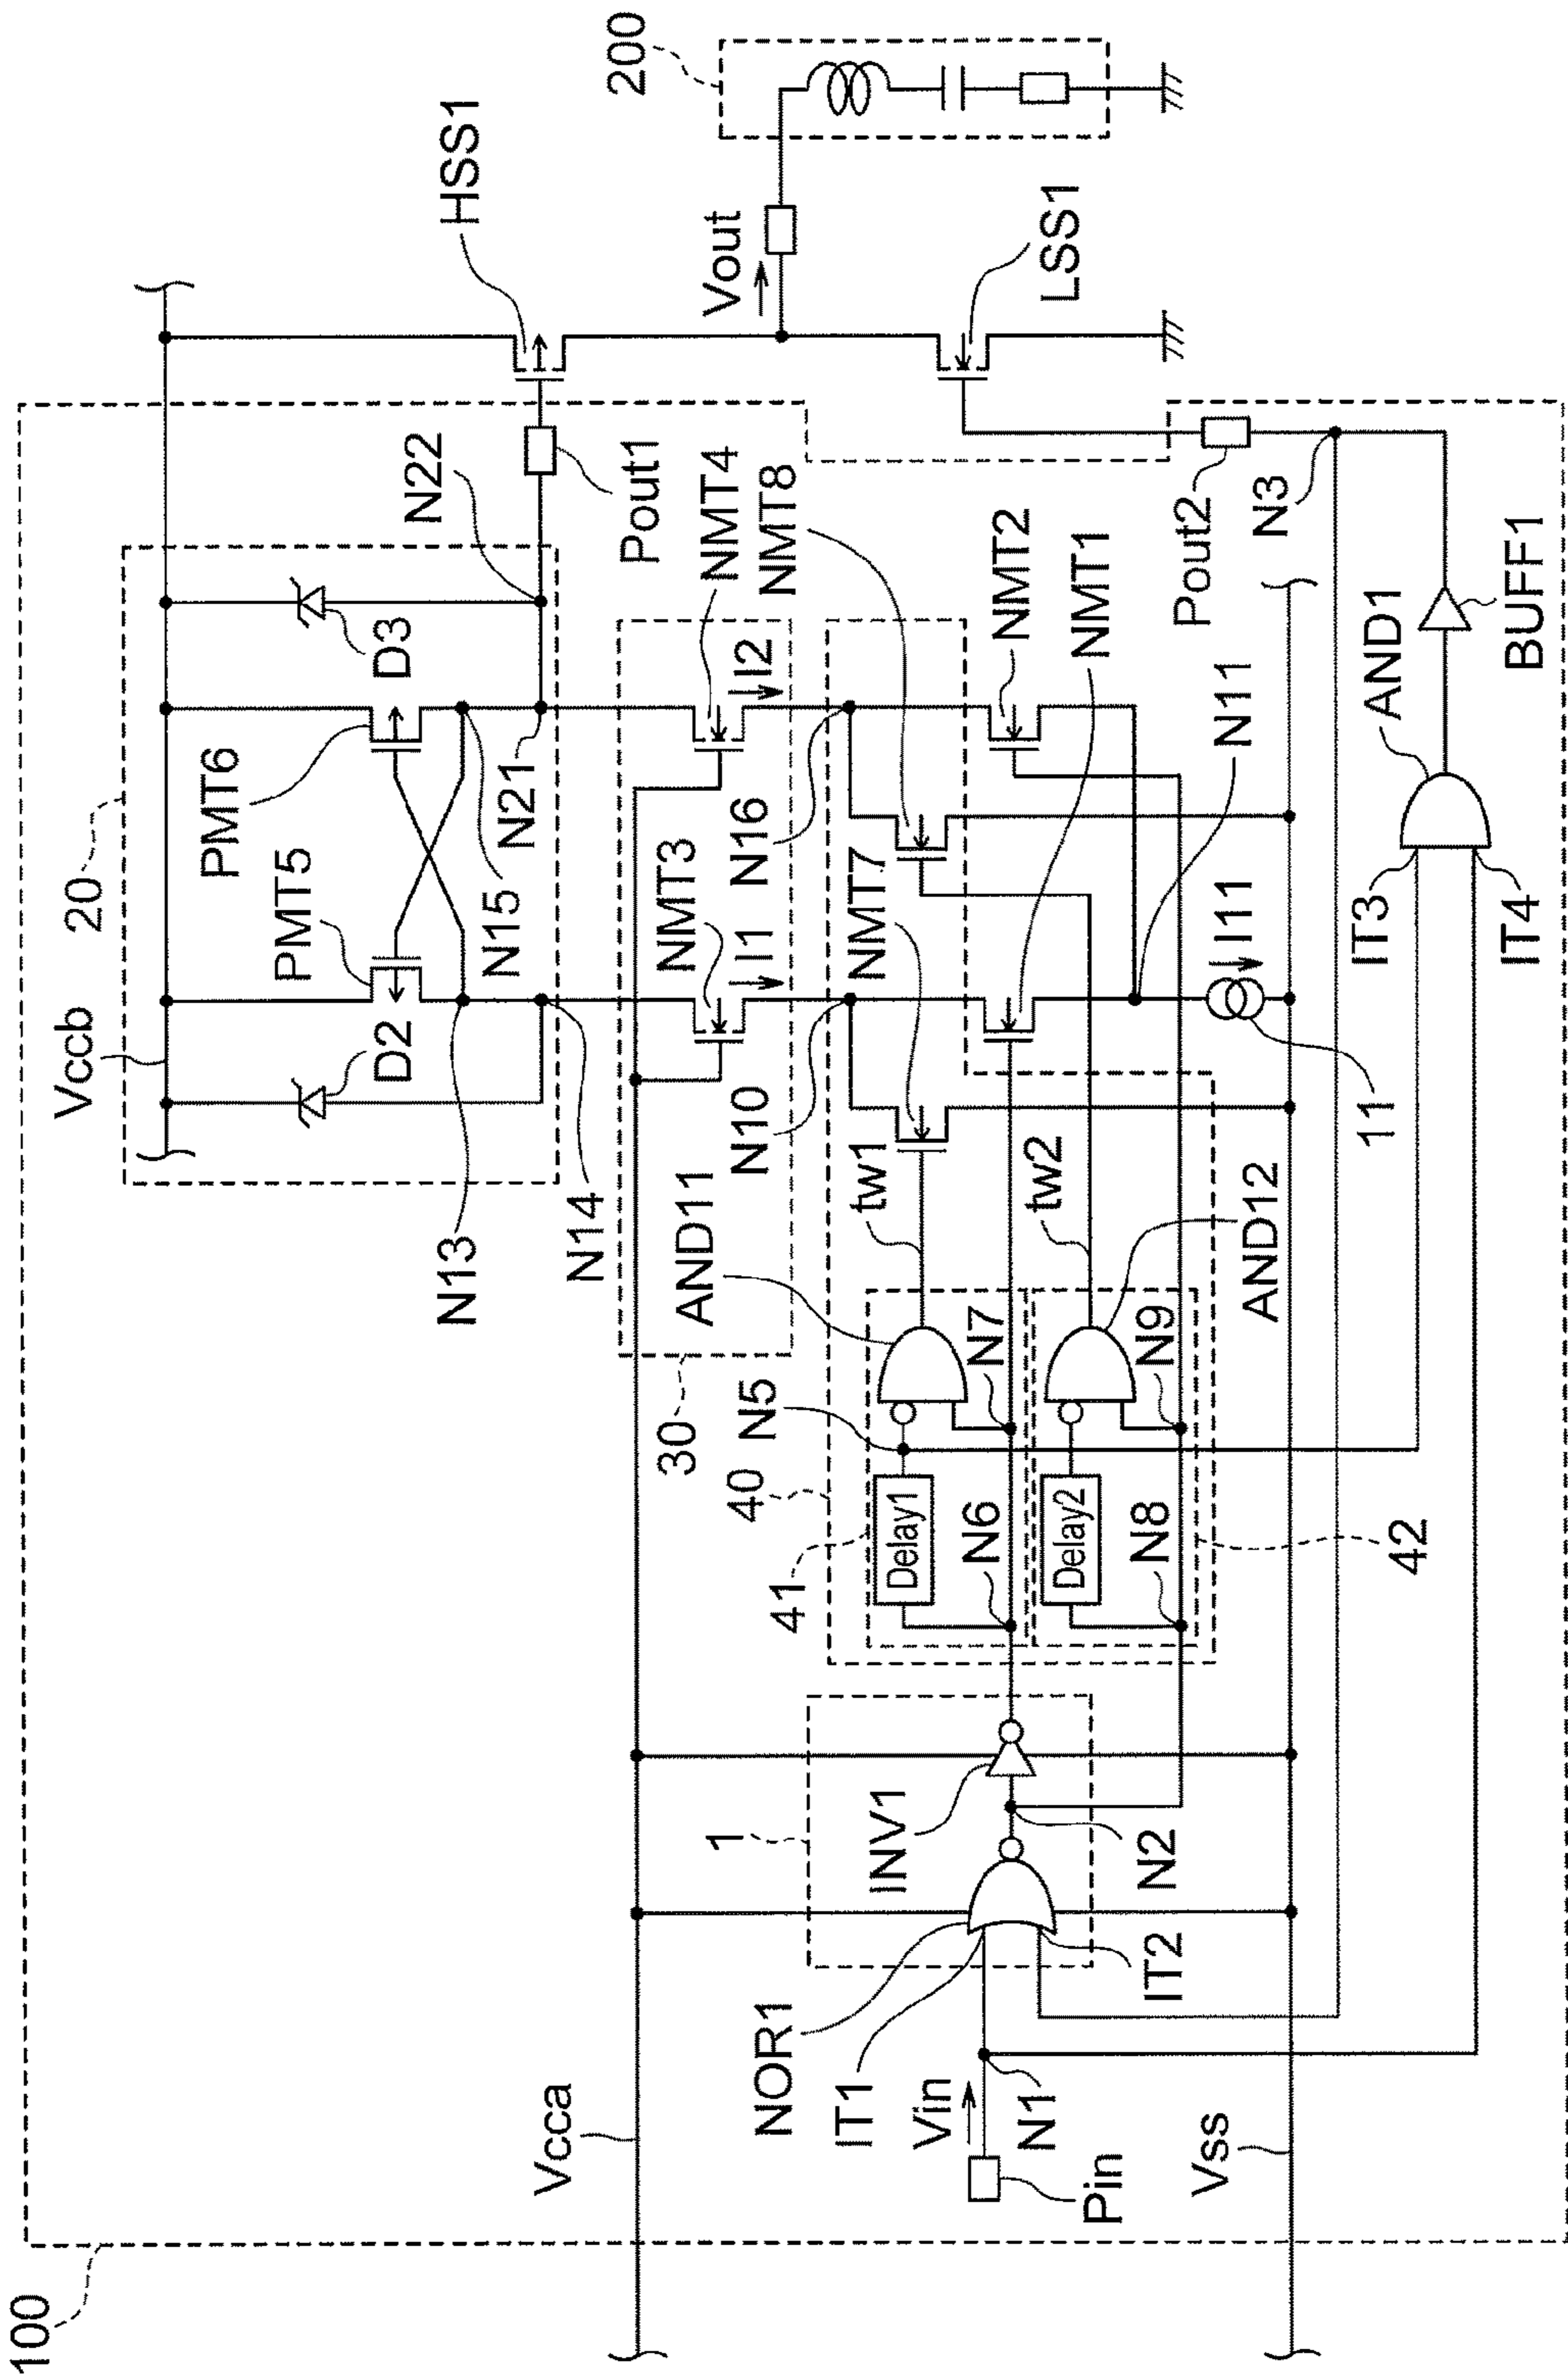 100
Vccb
20
PMT5
PMT6
D2
D3
N22
HSS1
N13
N14
N15
N21
Pout1
Vout
200
Vcca
30
AND11
N10
NMT3
I1
N16
NMT4
I2
NMT8
NMT7
NMT2
NMT1
LSS1
1
NOR1
IT1
INV1
N2
IT2
Vin
N1
Pin
40
41
N5
Delay1
N6
N7
tw1
Delay2
N8
N9
tw2
42
AND12
11
I11
N11
Pout2
N3
Vss
IT3
IT4
AND1
BUFF1